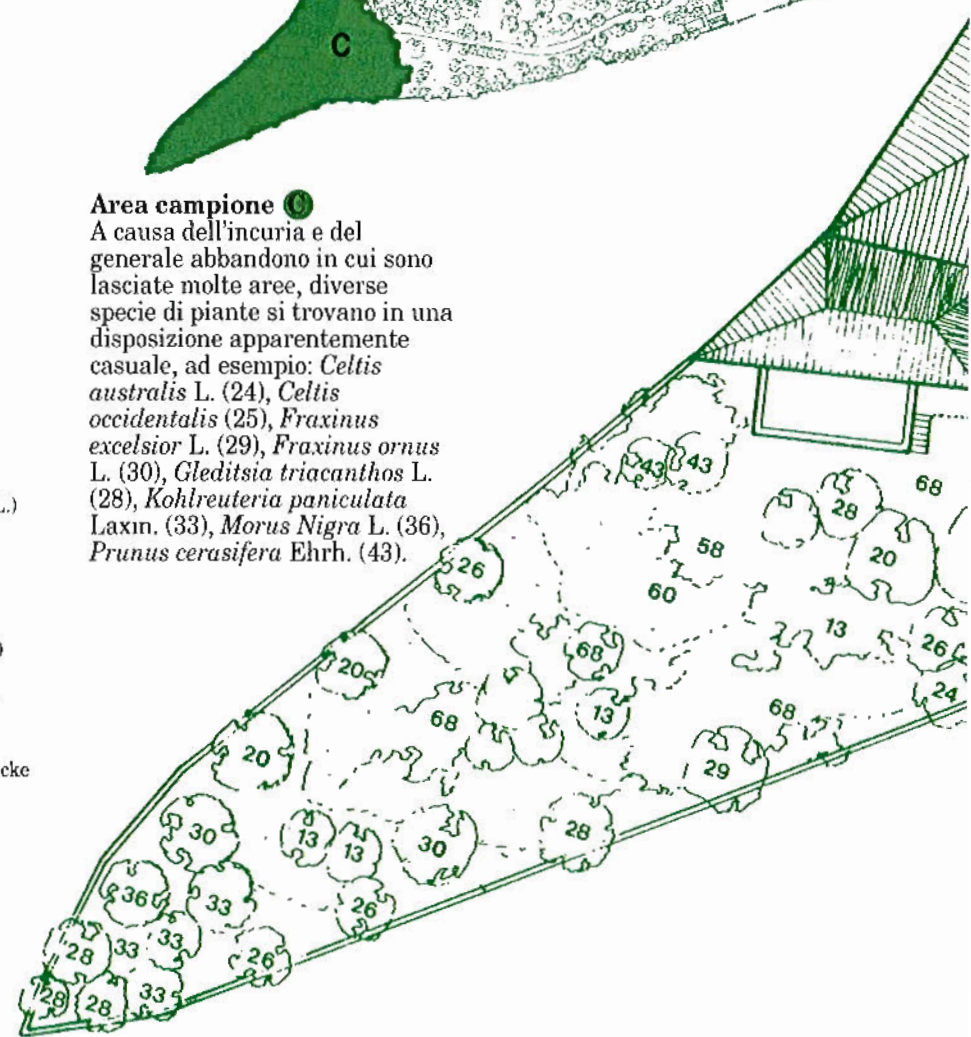 C
Area campione C
A causa dell'incuria e del
generale abbandono in cui sono
lasciate molte aree, diverse
specie di piante si trovano in una
disposizione apparentemente
casuale, ad esempio: Celtis
australis L. (24), Celtis
occidentalis (25), Fraxinus
excelsior L. (29), Fraxinus ornus
L. (30), Gleditsia triacanthos L.
(28), Kohlreuteria paniculata
Laxm. (33), Morus Nigra L. (36),
Prunus cerasifera Ehrh. (43).
L.)
)
cke
43 43
68
28
58
20
26
60
13
26
68
20
24
13
68
68
20
29
28
30
13
13
30
36
33
26
33
33
28
26
33
28
28